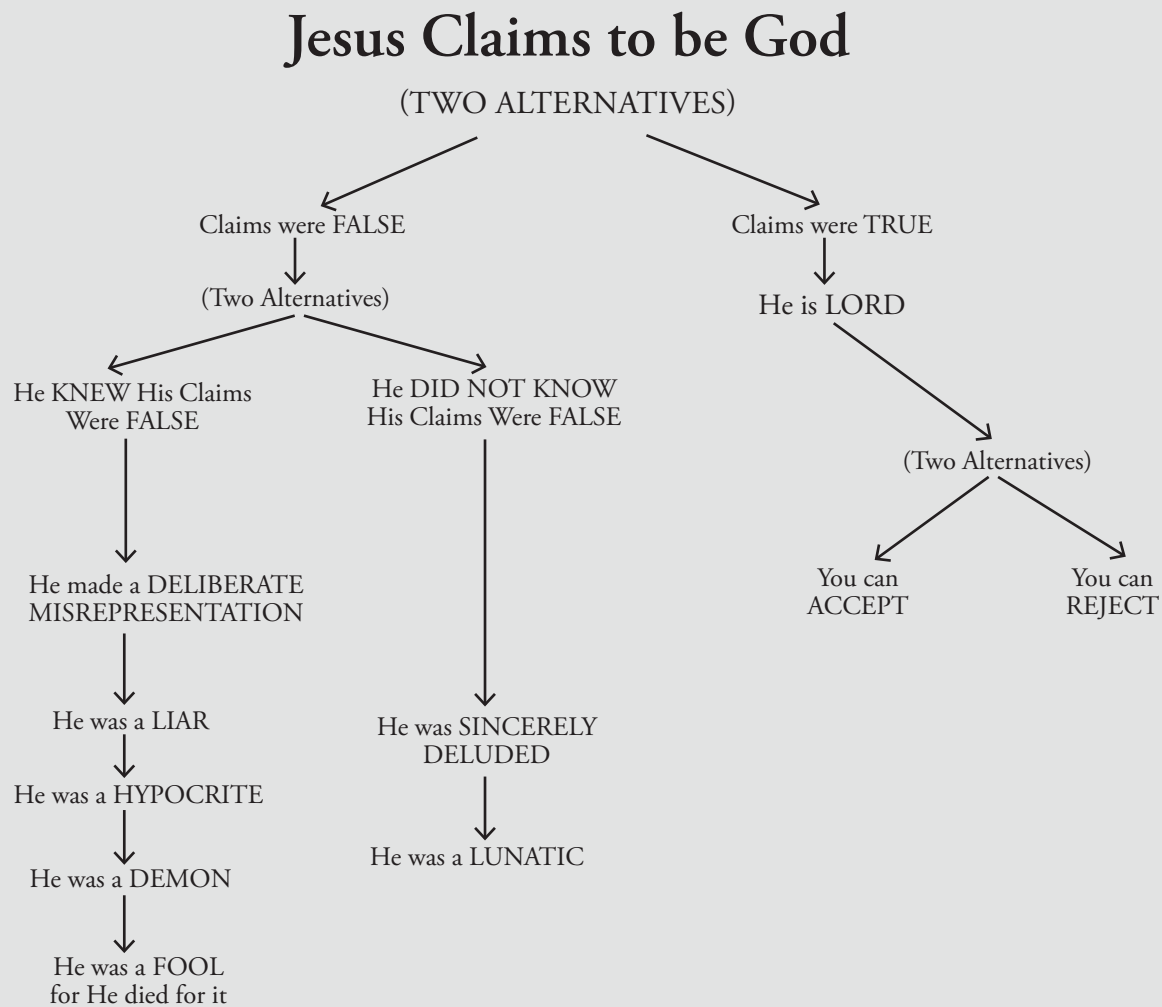 Jesus Claims to be God
(TWO ALTERNATIVES)
Claims were FALSE
Claims were TRUE
(Two Alternatives)
He is LORD
He KNEW His Claims
Were FALSE
He DID NOT KNOW
His Claims Were FALSE
(Two Alternatives)
He made a DELIBERATE
MISREPRESENTATION
You can
ACCEPT
You can
REJECT
He was a LIAR
He was SINCERELY
DELUDED
He was a HYPOCRITE
He was a LUNATIC
He was a DEMON
He was a FOOL
for He died for it